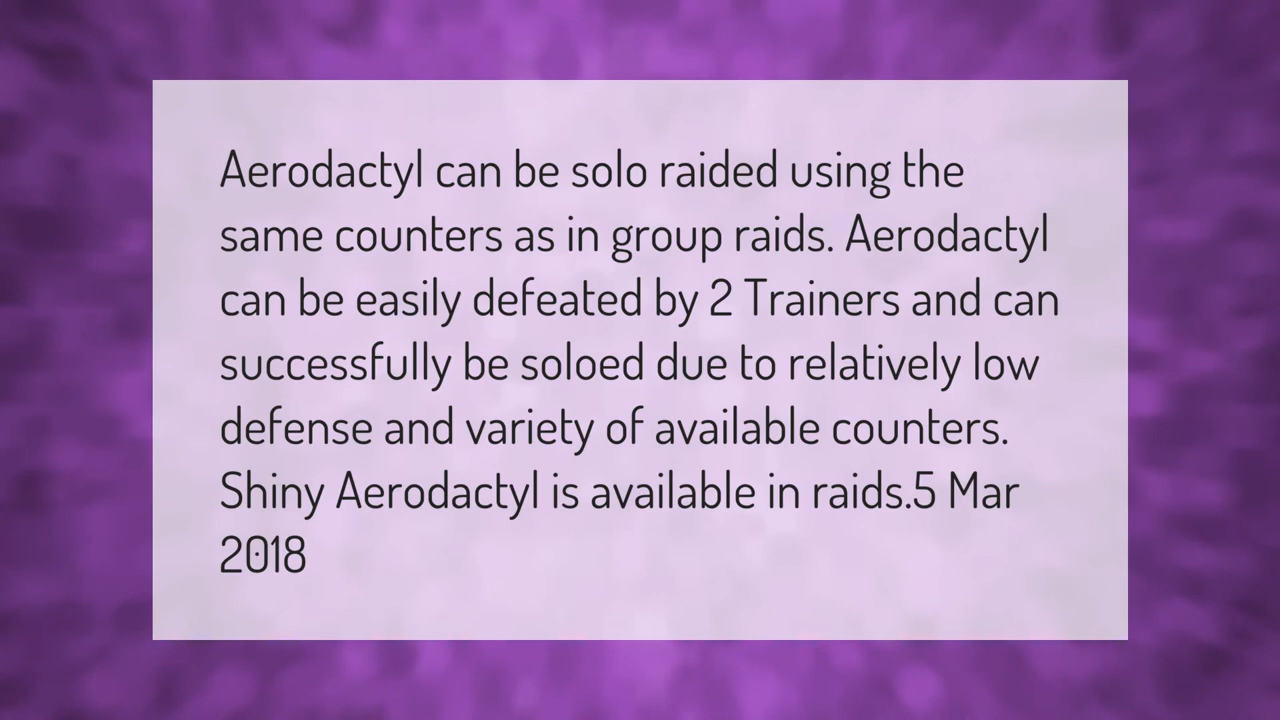 Aerodactyl can be solo raided using the
same counters as in group raids. Aerodactyl
can be easily defeated by 2 Trainers and can
successfully be soloed due to relatively low
defense and variety of available counters.
Shiny Aerodactyl is available in raids.5 Mar
2018